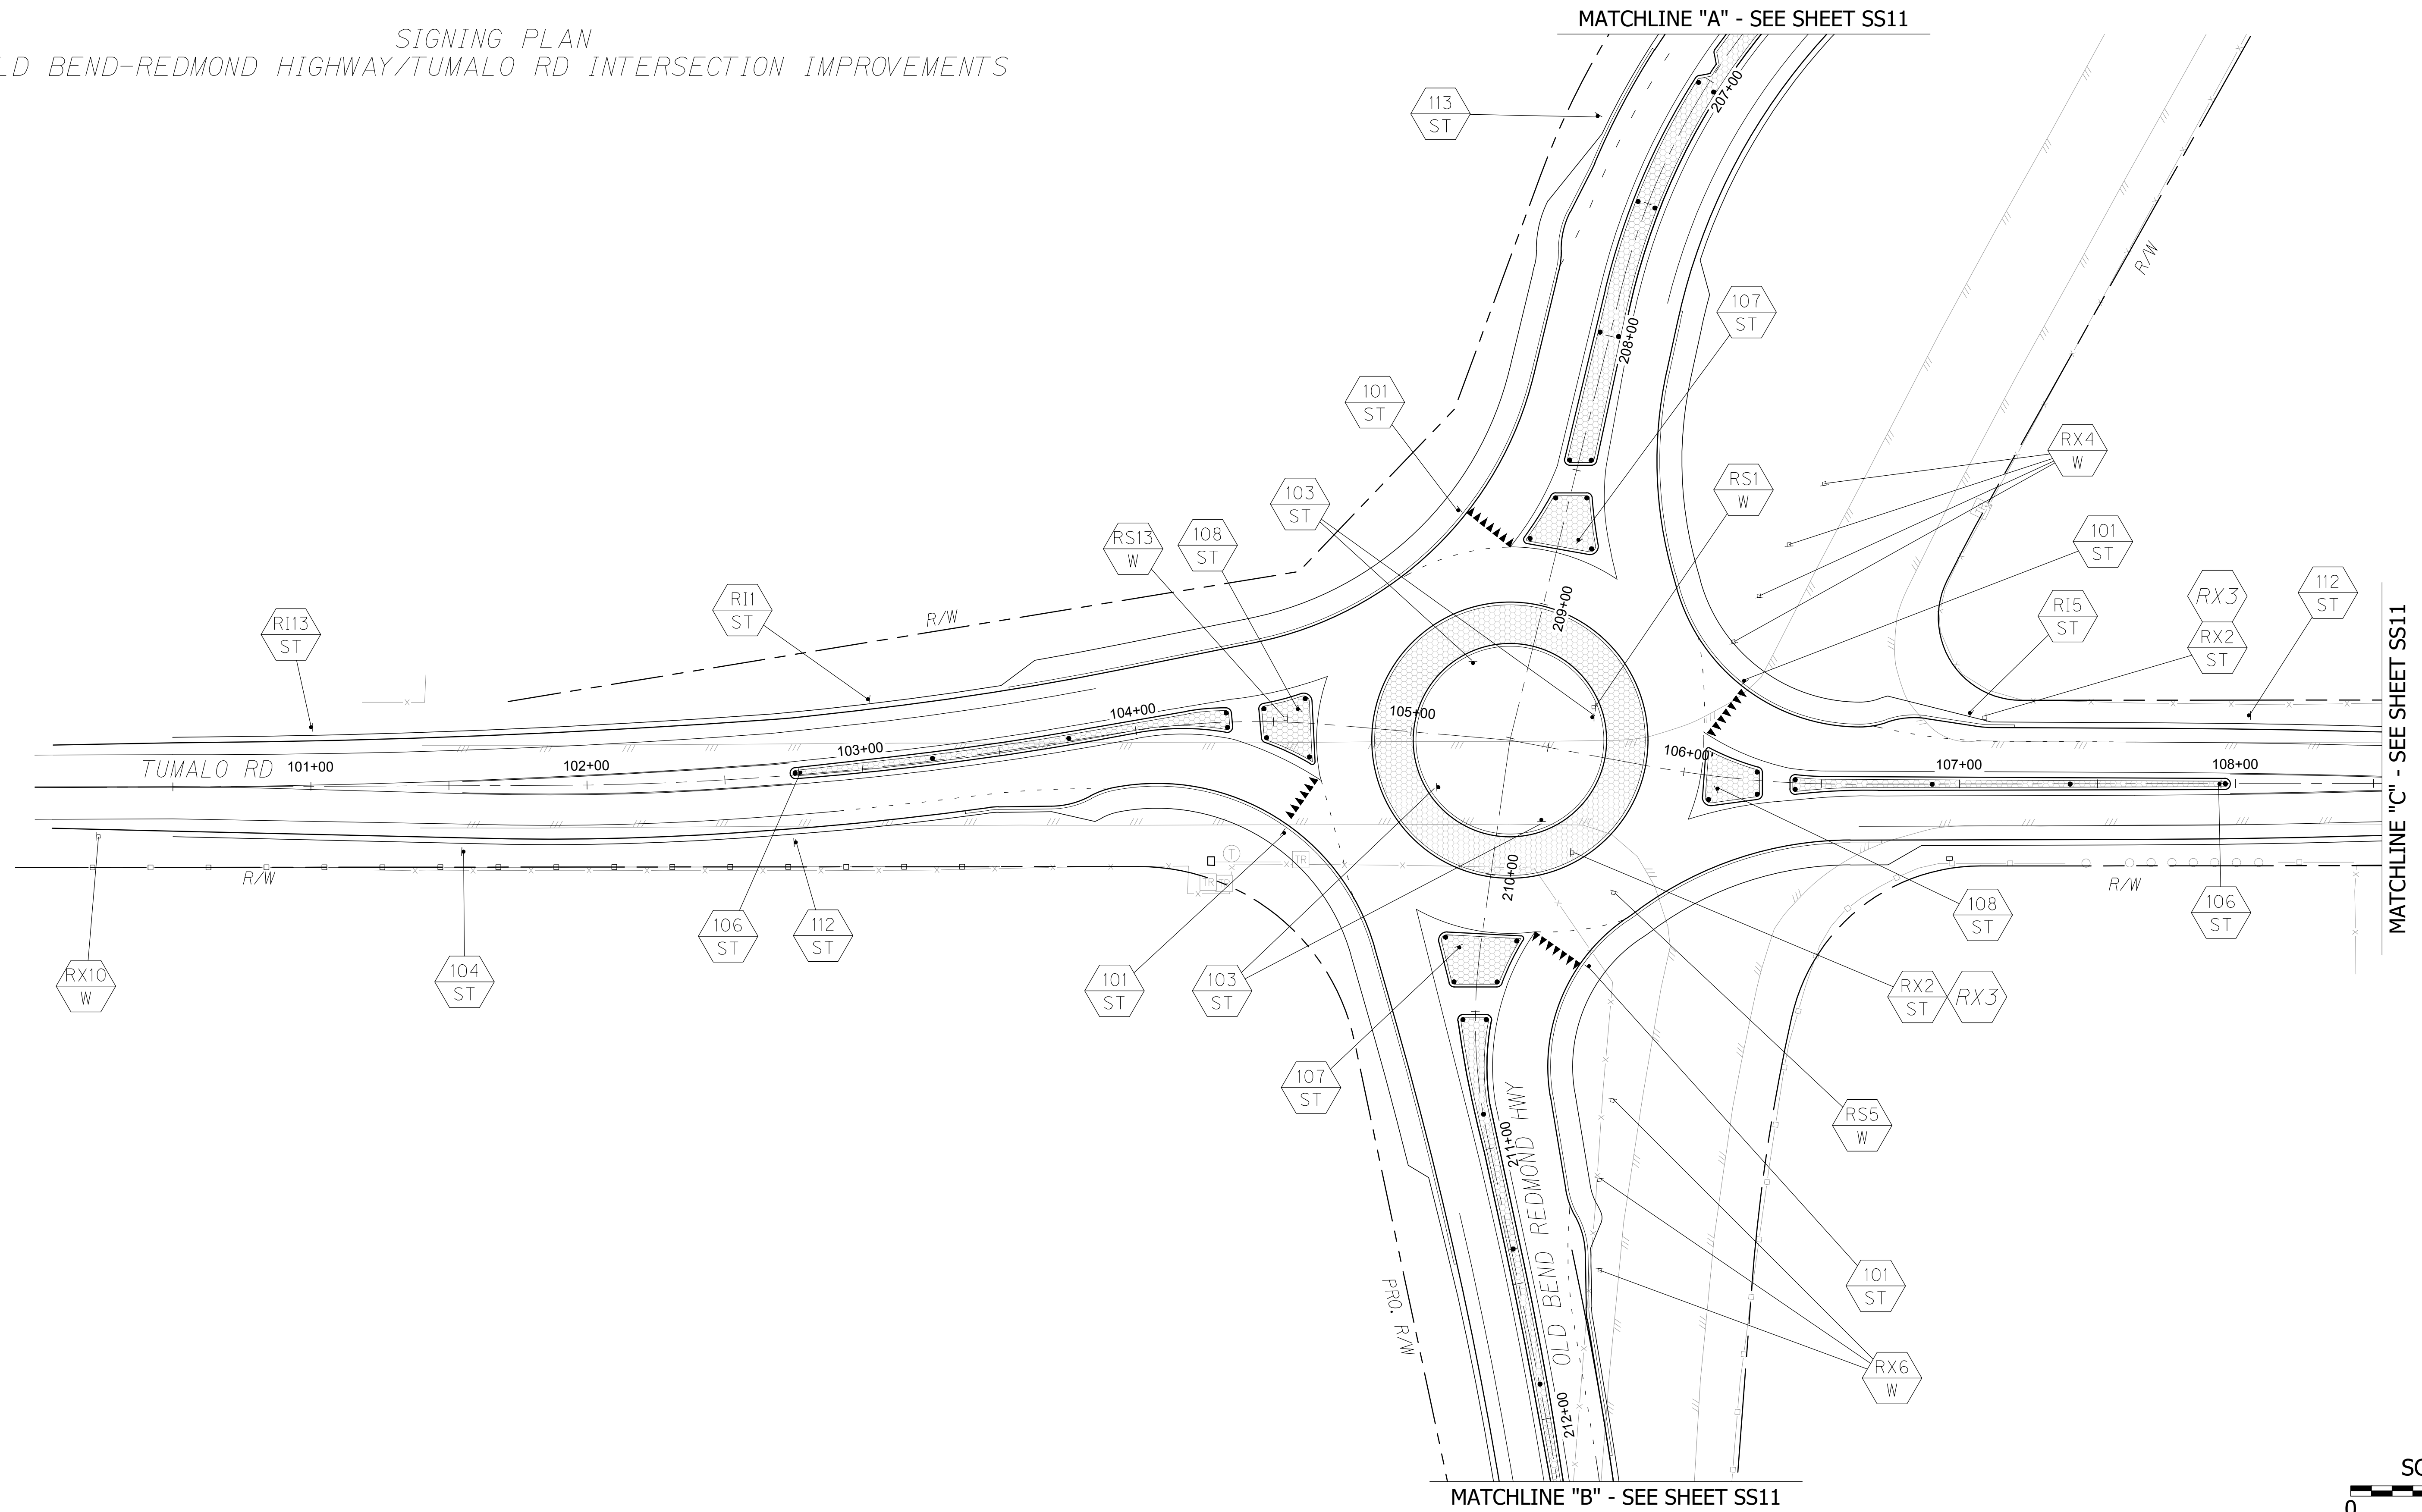 MATCHLINE "A" - SEE SHEET SS11
SIGNING PLAN
LD BEND-REDMOND HIGHWAY/TUMALO RD INTERSECTION IMPROVEMENTS
113
ST
207+00
R/W
107
ST
208+00
101
ST
RX4
W
103
ST
RS1
W
RS13
W
108
ST
101
ST
RI1
ST
R/W
209+00
RI13
ST
RX3
RX2
ST
112
ST
RI5
ST
MATCHLINE "C" - SEE SHEET SS11
104+00
105+00
103+00
106+00
TUMALO RD
101+00
102+00
107+00
108+00
T
TR
TR
R/W
210+00
R/W
106
ST
112
ST
108
ST
106
ST
RX10
W
104
ST
101
ST
103
ST
RX2
ST
RX3
107
ST
OLD BEND REDMOND HWY
211+00
RS5
W
101
ST
PRO. R/W
RX6
W
212+00
SC
0
MATCHLINE "B" - SEE SHEET SS11